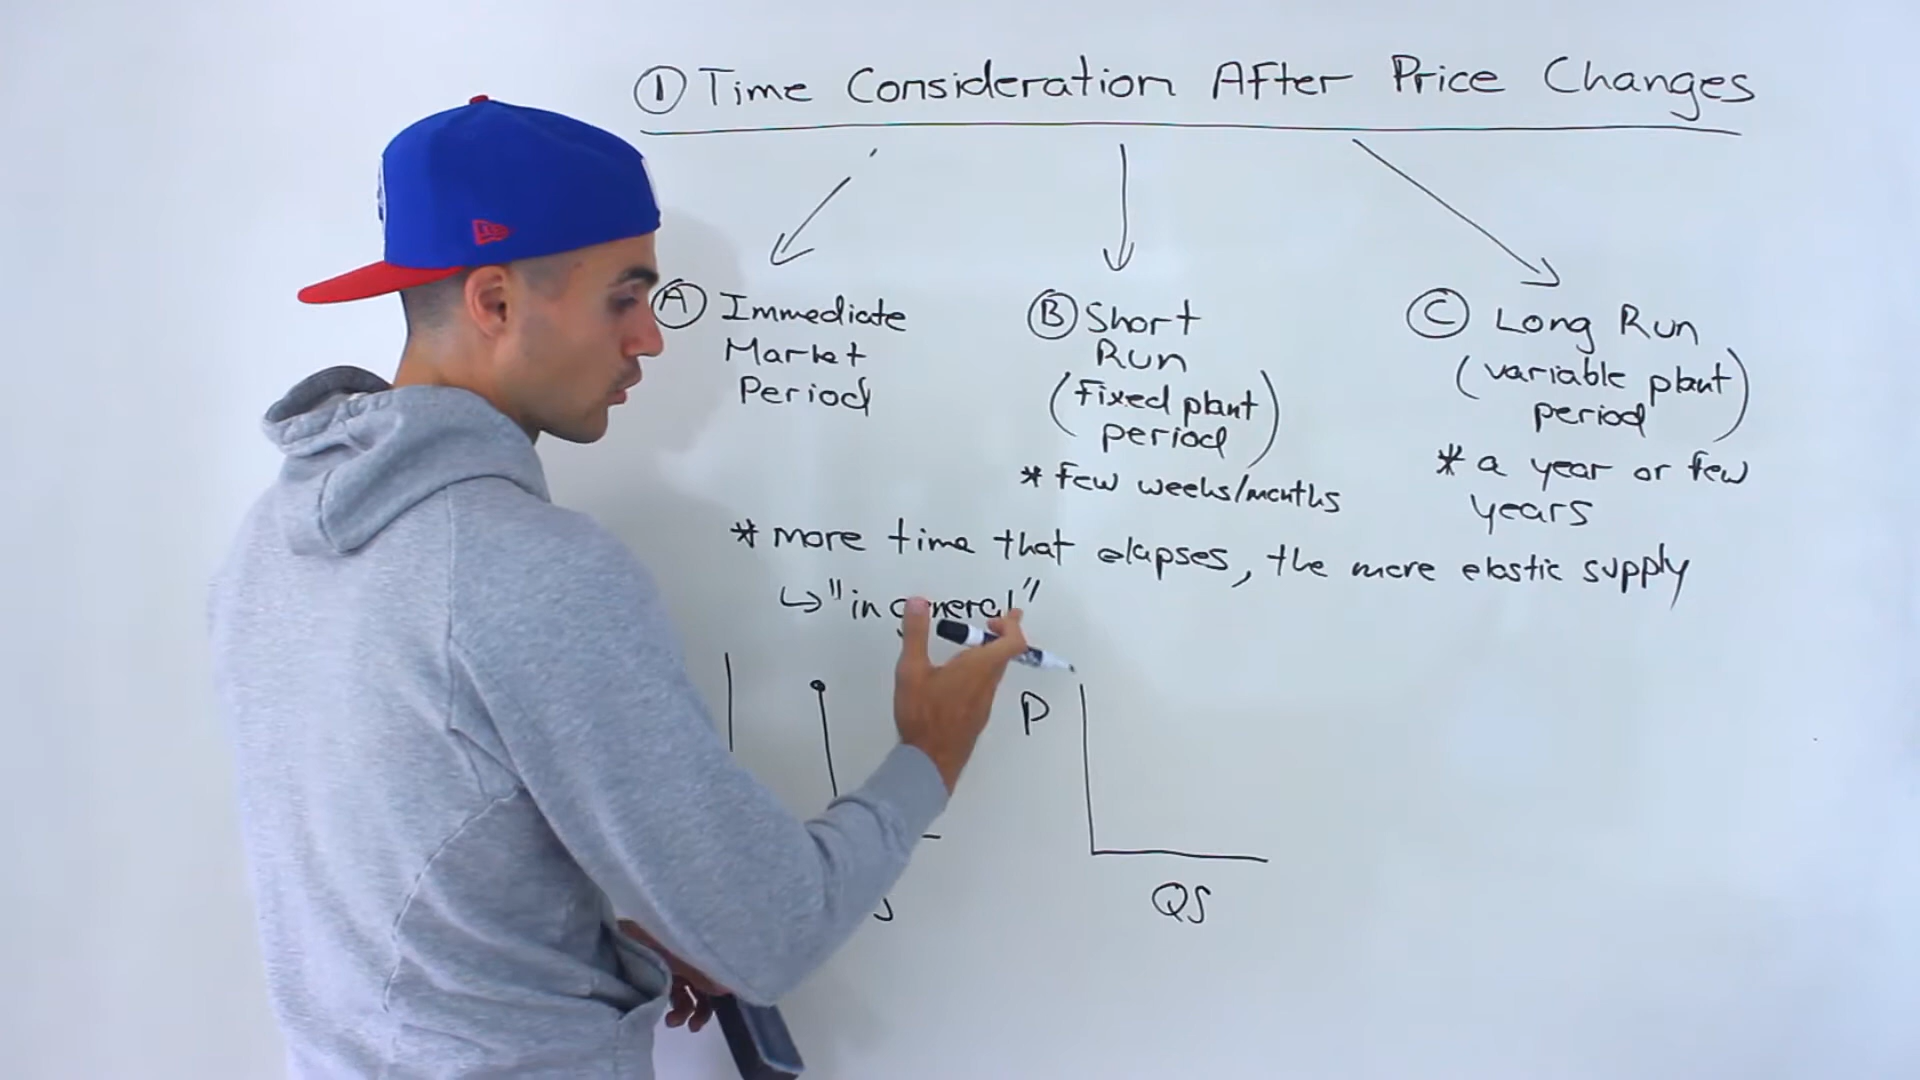 ① Time Consideration After Price Changes
Ⓐ Immediate
Market
Period
Ⓑ Short
Run
(Fixed plant
period)
* Few weeks/months
Ⓒ Long Run
(variable plant
period)
* a year or few
years
* more time that elapses, the more elastic supply
↳ "in general"
P
QS